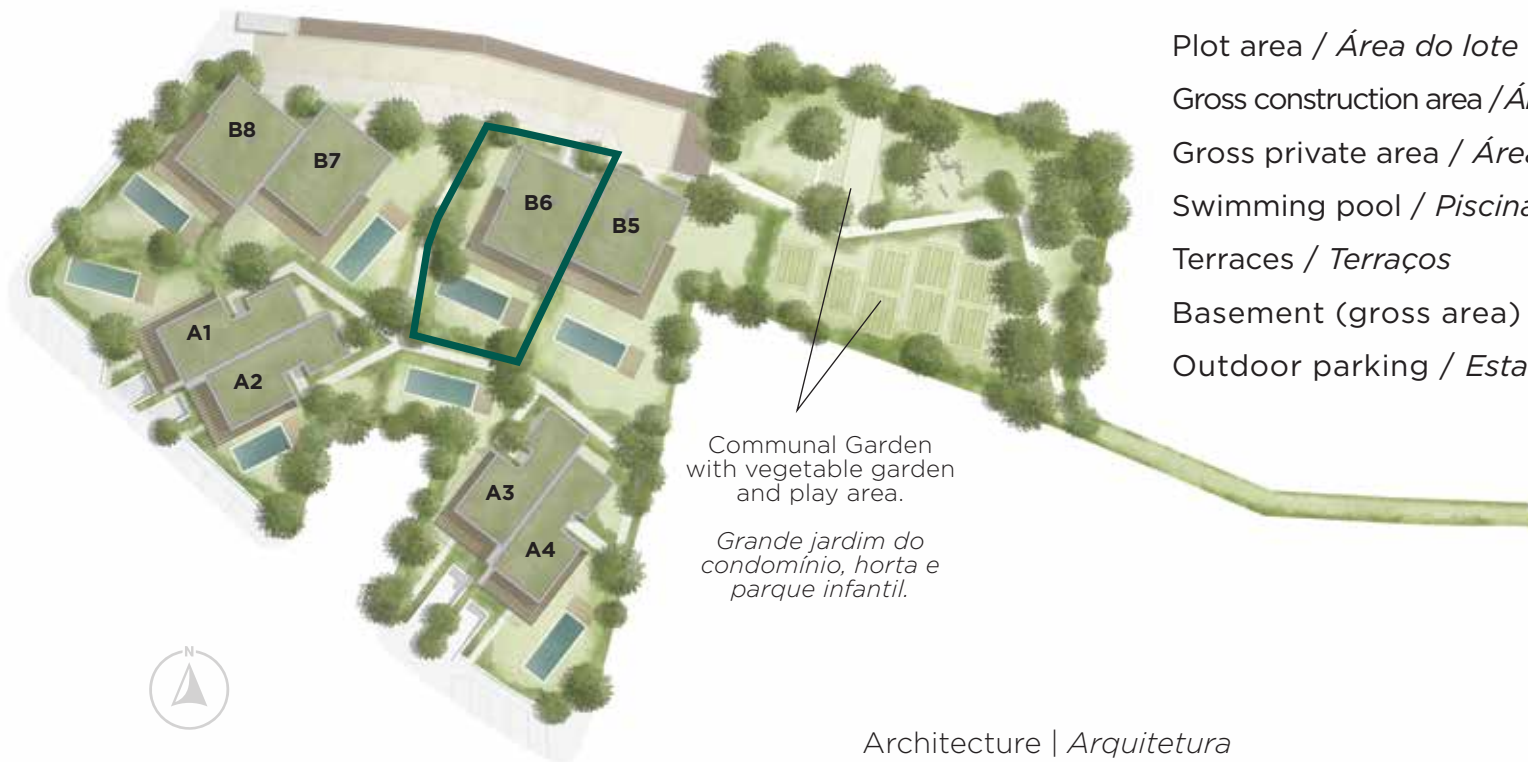 B8
B7
B6
B5
A1
A2
A3
A4
N
Communal Garden
with vegetable garden
and play area.
Grande jardim do
condomínio, horta e
parque infantil.
Plot area / Área do lote
Gross construction area /
Gross private area /
Swimming pool / Piscina
Terraces / Terraços
Basement (gross area)
Outdoor parking /
Architecture | Arquitetura